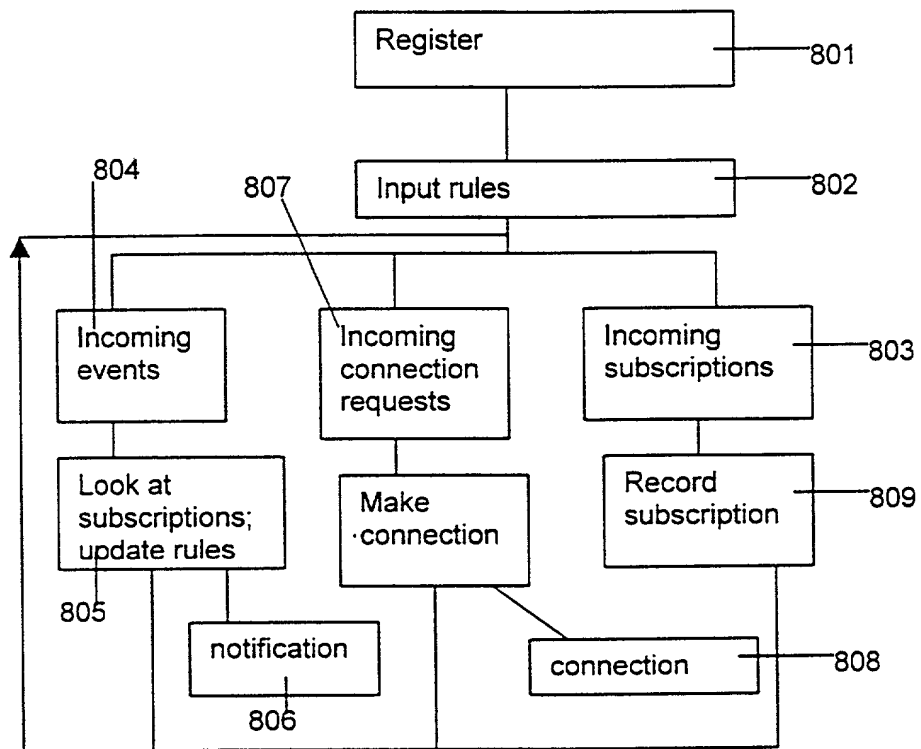 Register
801
Input rules
802
804
807
Incoming
events
Incoming
connection
requests
Incoming
subscriptions
803
Look at
subscriptions;
update rules
805
Make
connection
Record
subscription
809
notification
806
connection
808